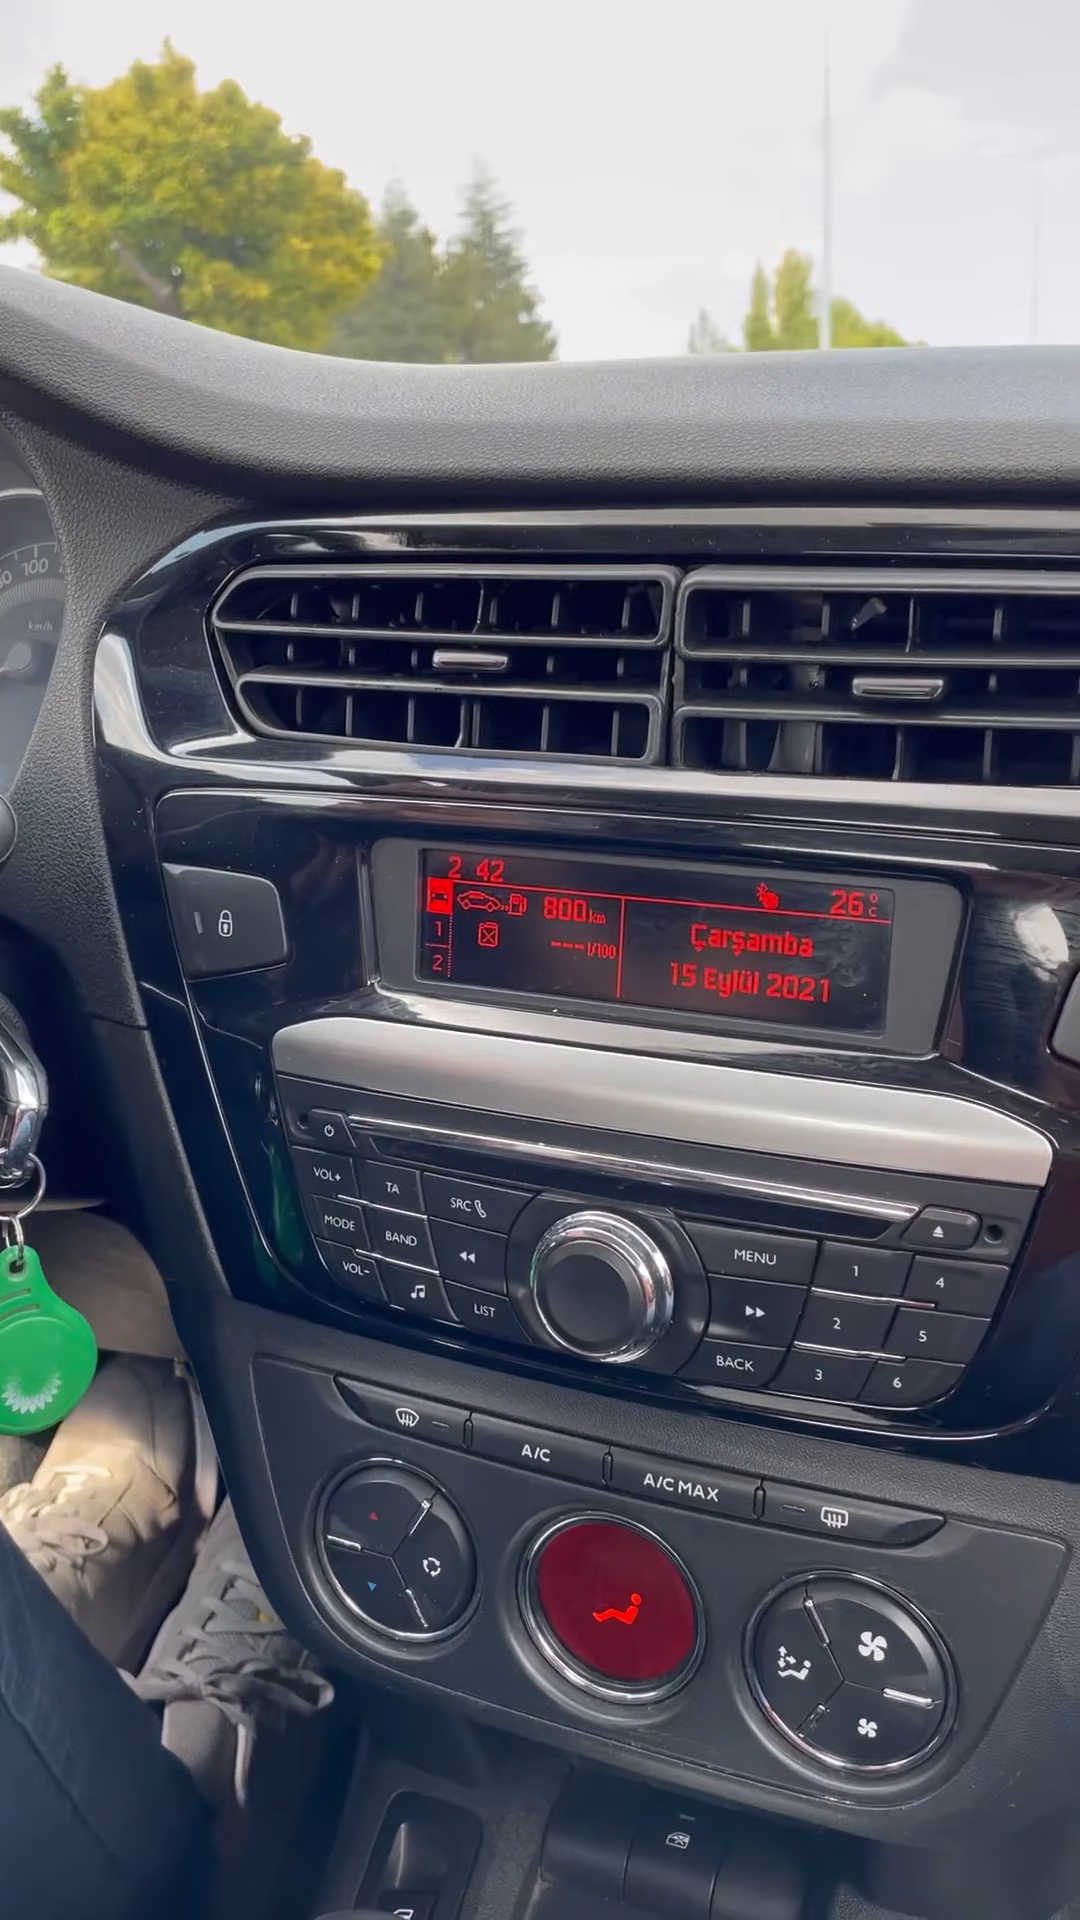 100
km/h
2 42
26°C
800km
1
---l/100
2
Çarşamba
15 Eylül 2021
VOL+
TA
SRC
MODE
BAND
VOL-
LIST
MENU
BACK
1
4
2
5
3
6
A/C
A/C MAX